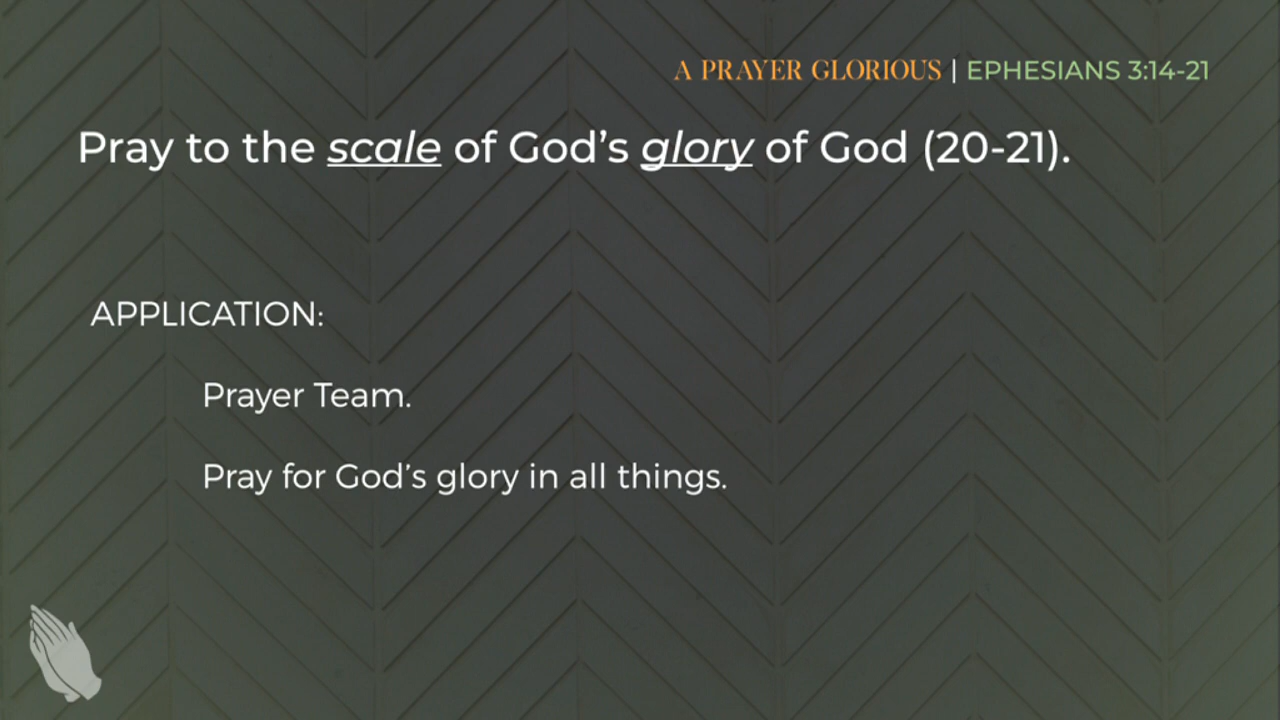 A PRAYER GLORIOUS | EPHESIANS 3:14-21
Pray to the scale of God’s glory of God (20-21).
APPLICATION:
Prayer Team.
Pray for God’s glory in all things.